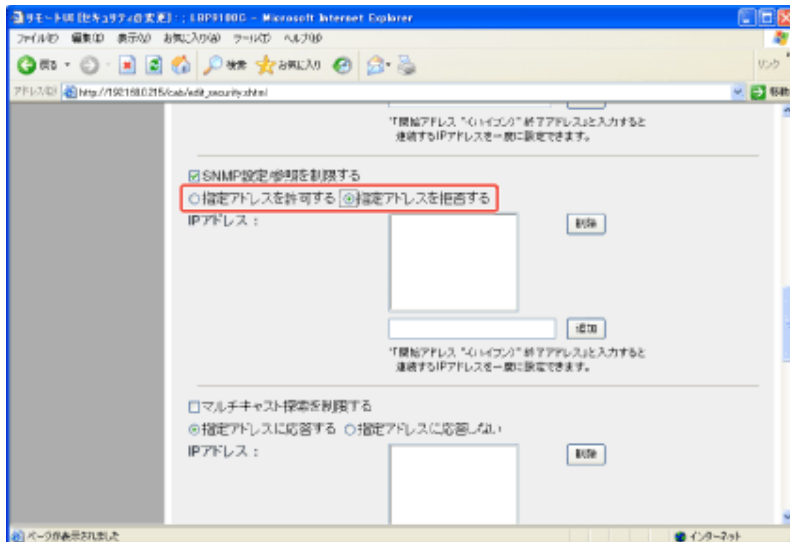 リモートUI [セキュリティの変更] : ; LBP9100C - Microsoft Internet Explorer
ファイル(F) 編集(E) 表示(V) お気に入り(A) ツール(T) ヘルプ(H)
戻る 検索 お気に入り リンク
アドレス(D) http://192.168.0.215/cab/edit_security.shtml 移動
"「開始アドレス "-(ハイフン)" 終了アドレス」と入力すると
連続するIPアドレスを一度に設定できます。
SNMP設定/参照を制限する
指定アドレスを許可する 指定アドレスを拒否する
IPアドレス : 削除
追加
"「開始アドレス "-(ハイフン)" 終了アドレス」と入力すると
連続するIPアドレスを一度に設定できます。
マルチキャスト探索を制限する
指定アドレスに応答する 指定アドレスに応答しない
IPアドレス : 削除
ページが表示されました インターネット